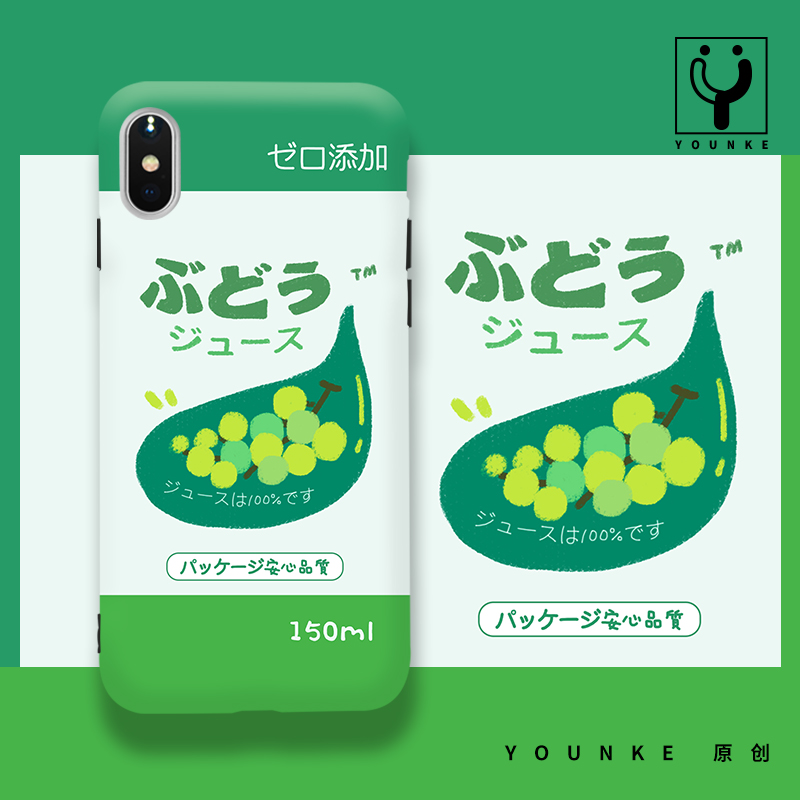 YOUNKE
ゼロ添加
ぶどう TM
ジュース
ジュースは100%です
パッケージ安心品質
150ml
ぶどう TM
ジュース
ジュースは100%です
パッケージ安心品質
YOUNKE 原创